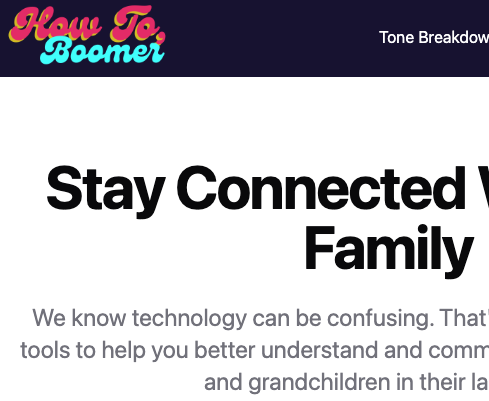 How To,
Boomer
Tone Breakdow
Stay Connected
Family
We know technology can be confusing. That'
tools to help you better understand and comm
and grandchildren in their la